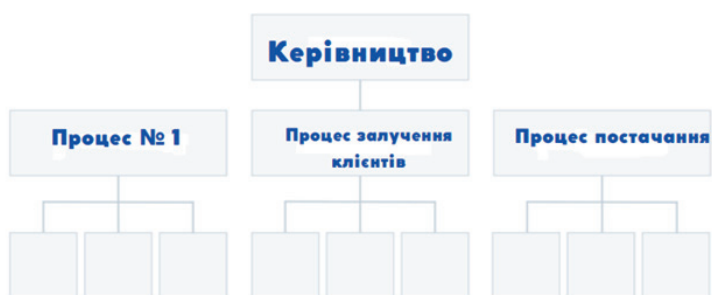 Керівництво
Процес № 1
Процес залучення
клієнтів
Процес постачання